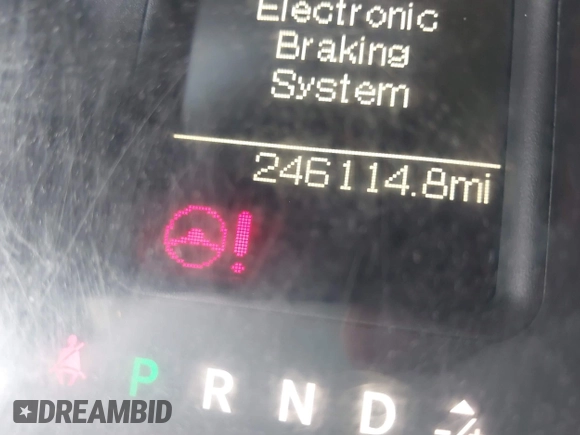 Electronic
Braking
System
246114.8mi
!
P R N D
DREAMBID